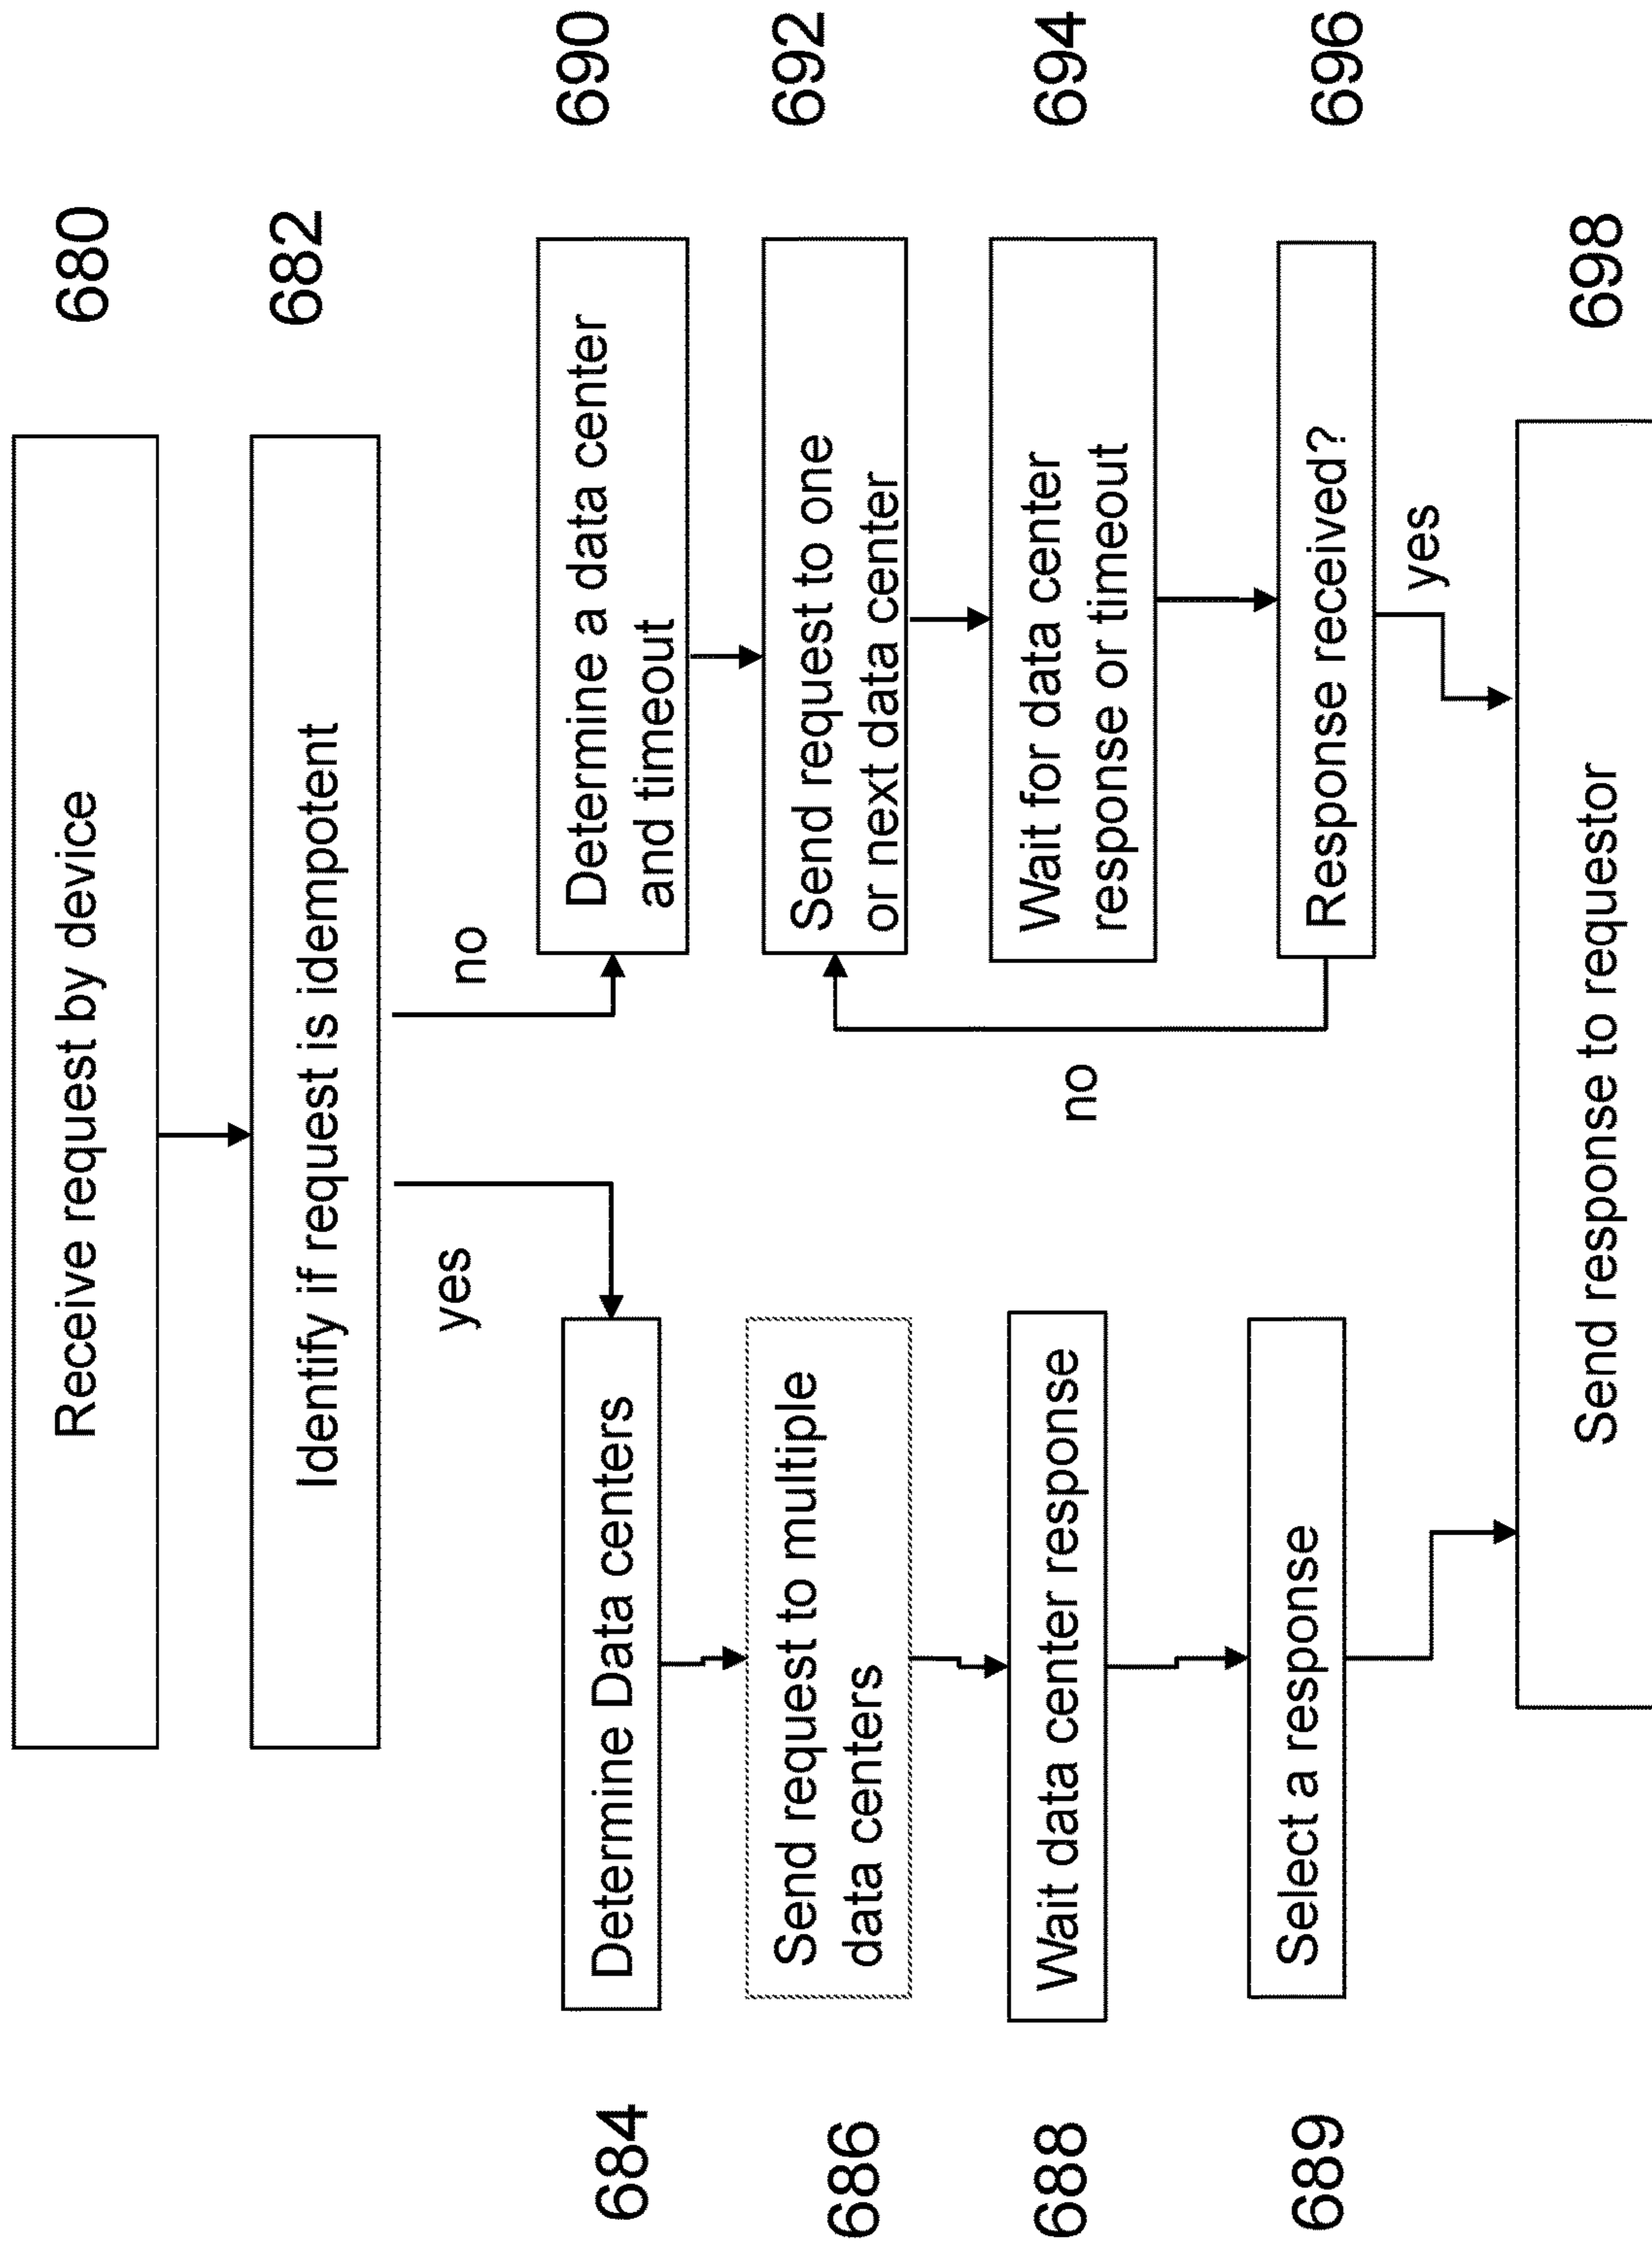 Receive request by device
680
Identify if request is idempotent
682
yes
no
684
Determine Data centers
Determine a data center
and timeout
690
686
Send request to multiple
data centers
Send request to one
or next data center
692
688
Wait data center response
no
Wait for data center
response or timeout
694
689
Select a response
Response received?
696
yes
Send response to requestor
698